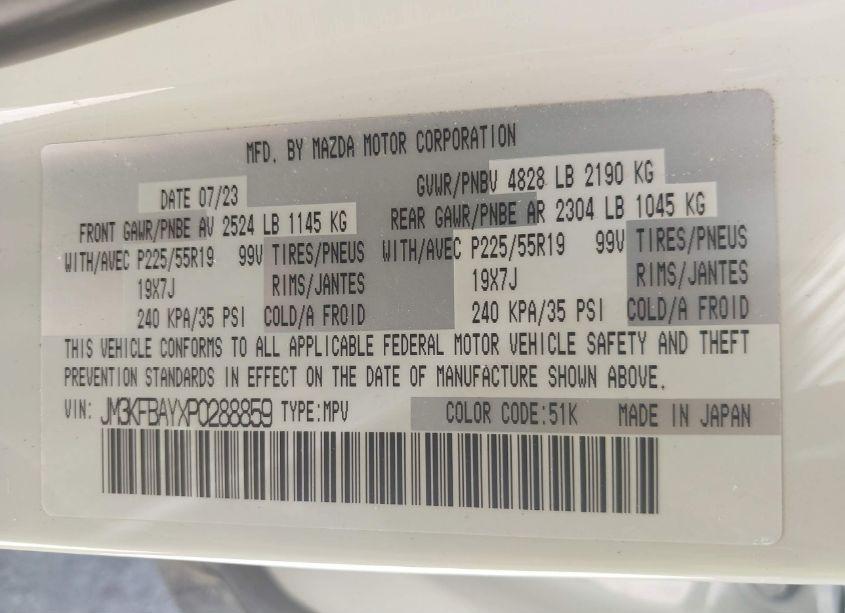 MFD. BY MAZDA MOTOR CORPORATION
DATE 07/23 GVWR/PNBV 4828 LB 2190 KG
FRONT GAWR/PNBE AV 2524 LB 1145 KG REAR GAWR/PNBE AR 2304 LB 1045 KG
WITH/AVEC P225/55R19 99V TIRES/PNEUS WITH/AVEC P225/55R19 99V TIRES/PNEUS
19X7J RIMS/JANTES 19X7J RIMS/JANTES
240 KPA/35 PSI COLD/A FROID 240 KPA/35 PSI COLD/A FROID
THIS VEHICLE CONFORMS TO ALL APPLICABLE FEDERAL MOTOR VEHICLE SAFETY AND THEFT
PREVENTION STANDARDS IN EFFECT ON THE DATE OF MANUFACTURE SHOWN ABOVE.
VIN: JM3KFBAYXP0288859 TYPE:MPV COLOR CODE:51K MADE IN JAPAN